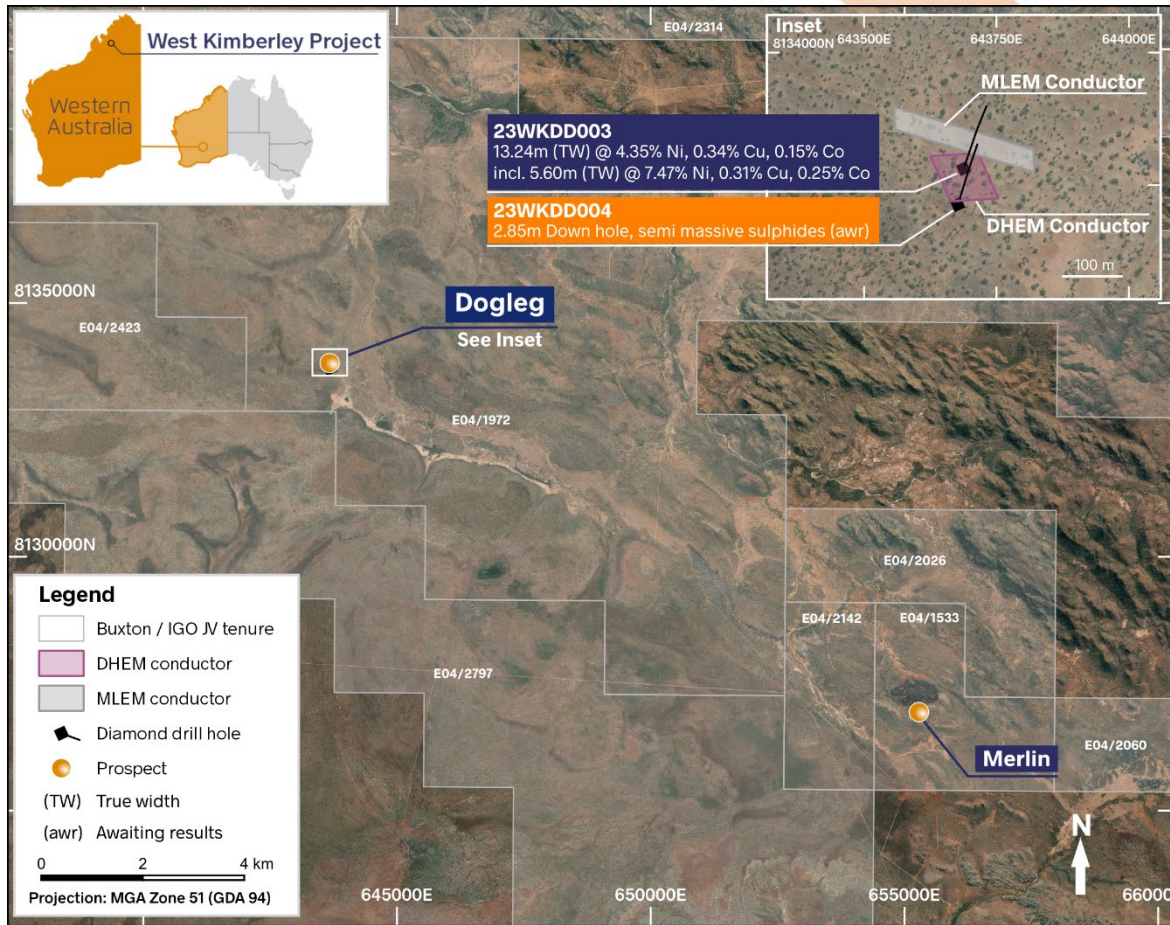 West Kimberley Project
Western
Australia
E04/2314
Inset
8134000N
643500E
643750E
644000E
MLEM Conductor
23WKDD003
13.24m (TW) @ 4.35% Ni, 0.34% Cu, 0.15% Co
incl. 5.60m (TW) @ 7.47% Ni, 0.31% Cu, 0.25% Co
23WKDD004
2.85m Down hole, semi massive sulphides (awr)
DHEM Conductor
100 m
8135000N
E04/2423
Dogleg
See Inset
E04/1972
8130000N
E04/2026
E04/2142
E04/1533
E04/2797
E04/2060
Merlin
Legend
Buxton / IGO JV tenure
DHEM conductor
MLEM conductor
Diamond drill hole
Prospect
(TW) True width
(awr) Awaiting results
0 2 4 km
Projection: MGA Zone 51 (GDA 94)
N
645000E
650000E
655000E